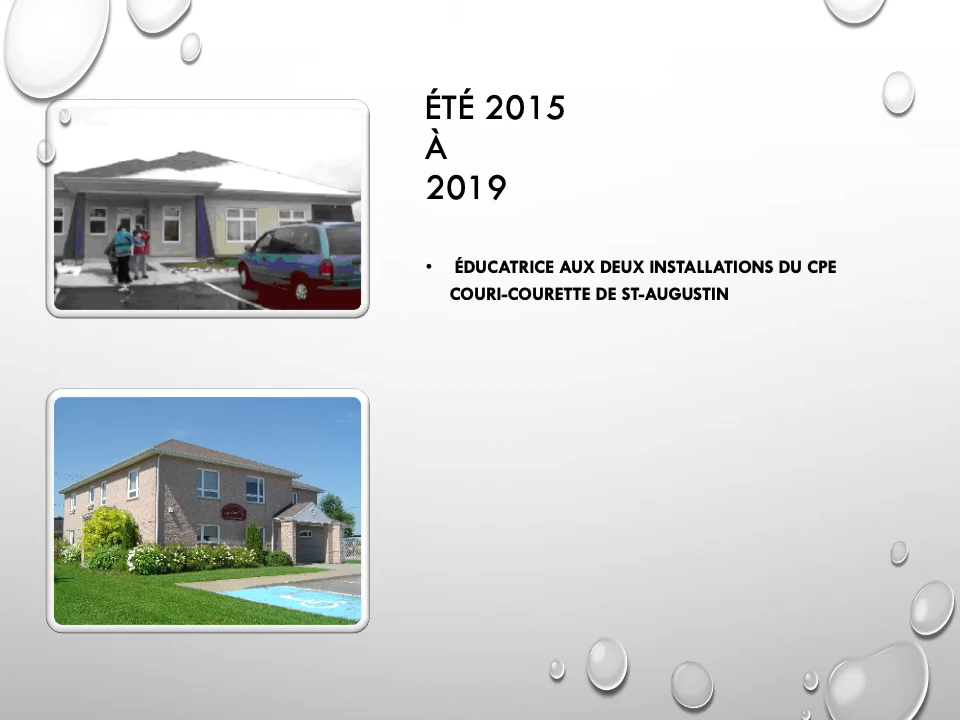 ÉTÉ 2015
À
2019
• ÉDUCATRICE AUX DEUX INSTALLATIONS DU CPE
COURI-COURETTE DE ST-AUGUSTIN